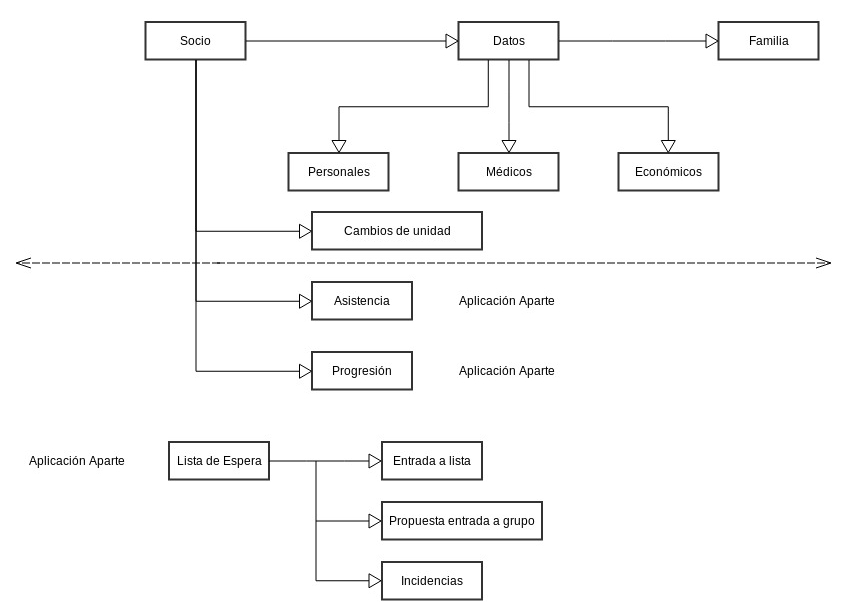 Socio
Datos
Familia
Personales
Médicos
Económicos
Cambios de unidad
Asistencia
Aplicación Aparte
Progresión
Aplicación Aparte
Aplicación Aparte
Lista de Espera
Entrada a lista
Propuesta entrada a grupo
Incidencias